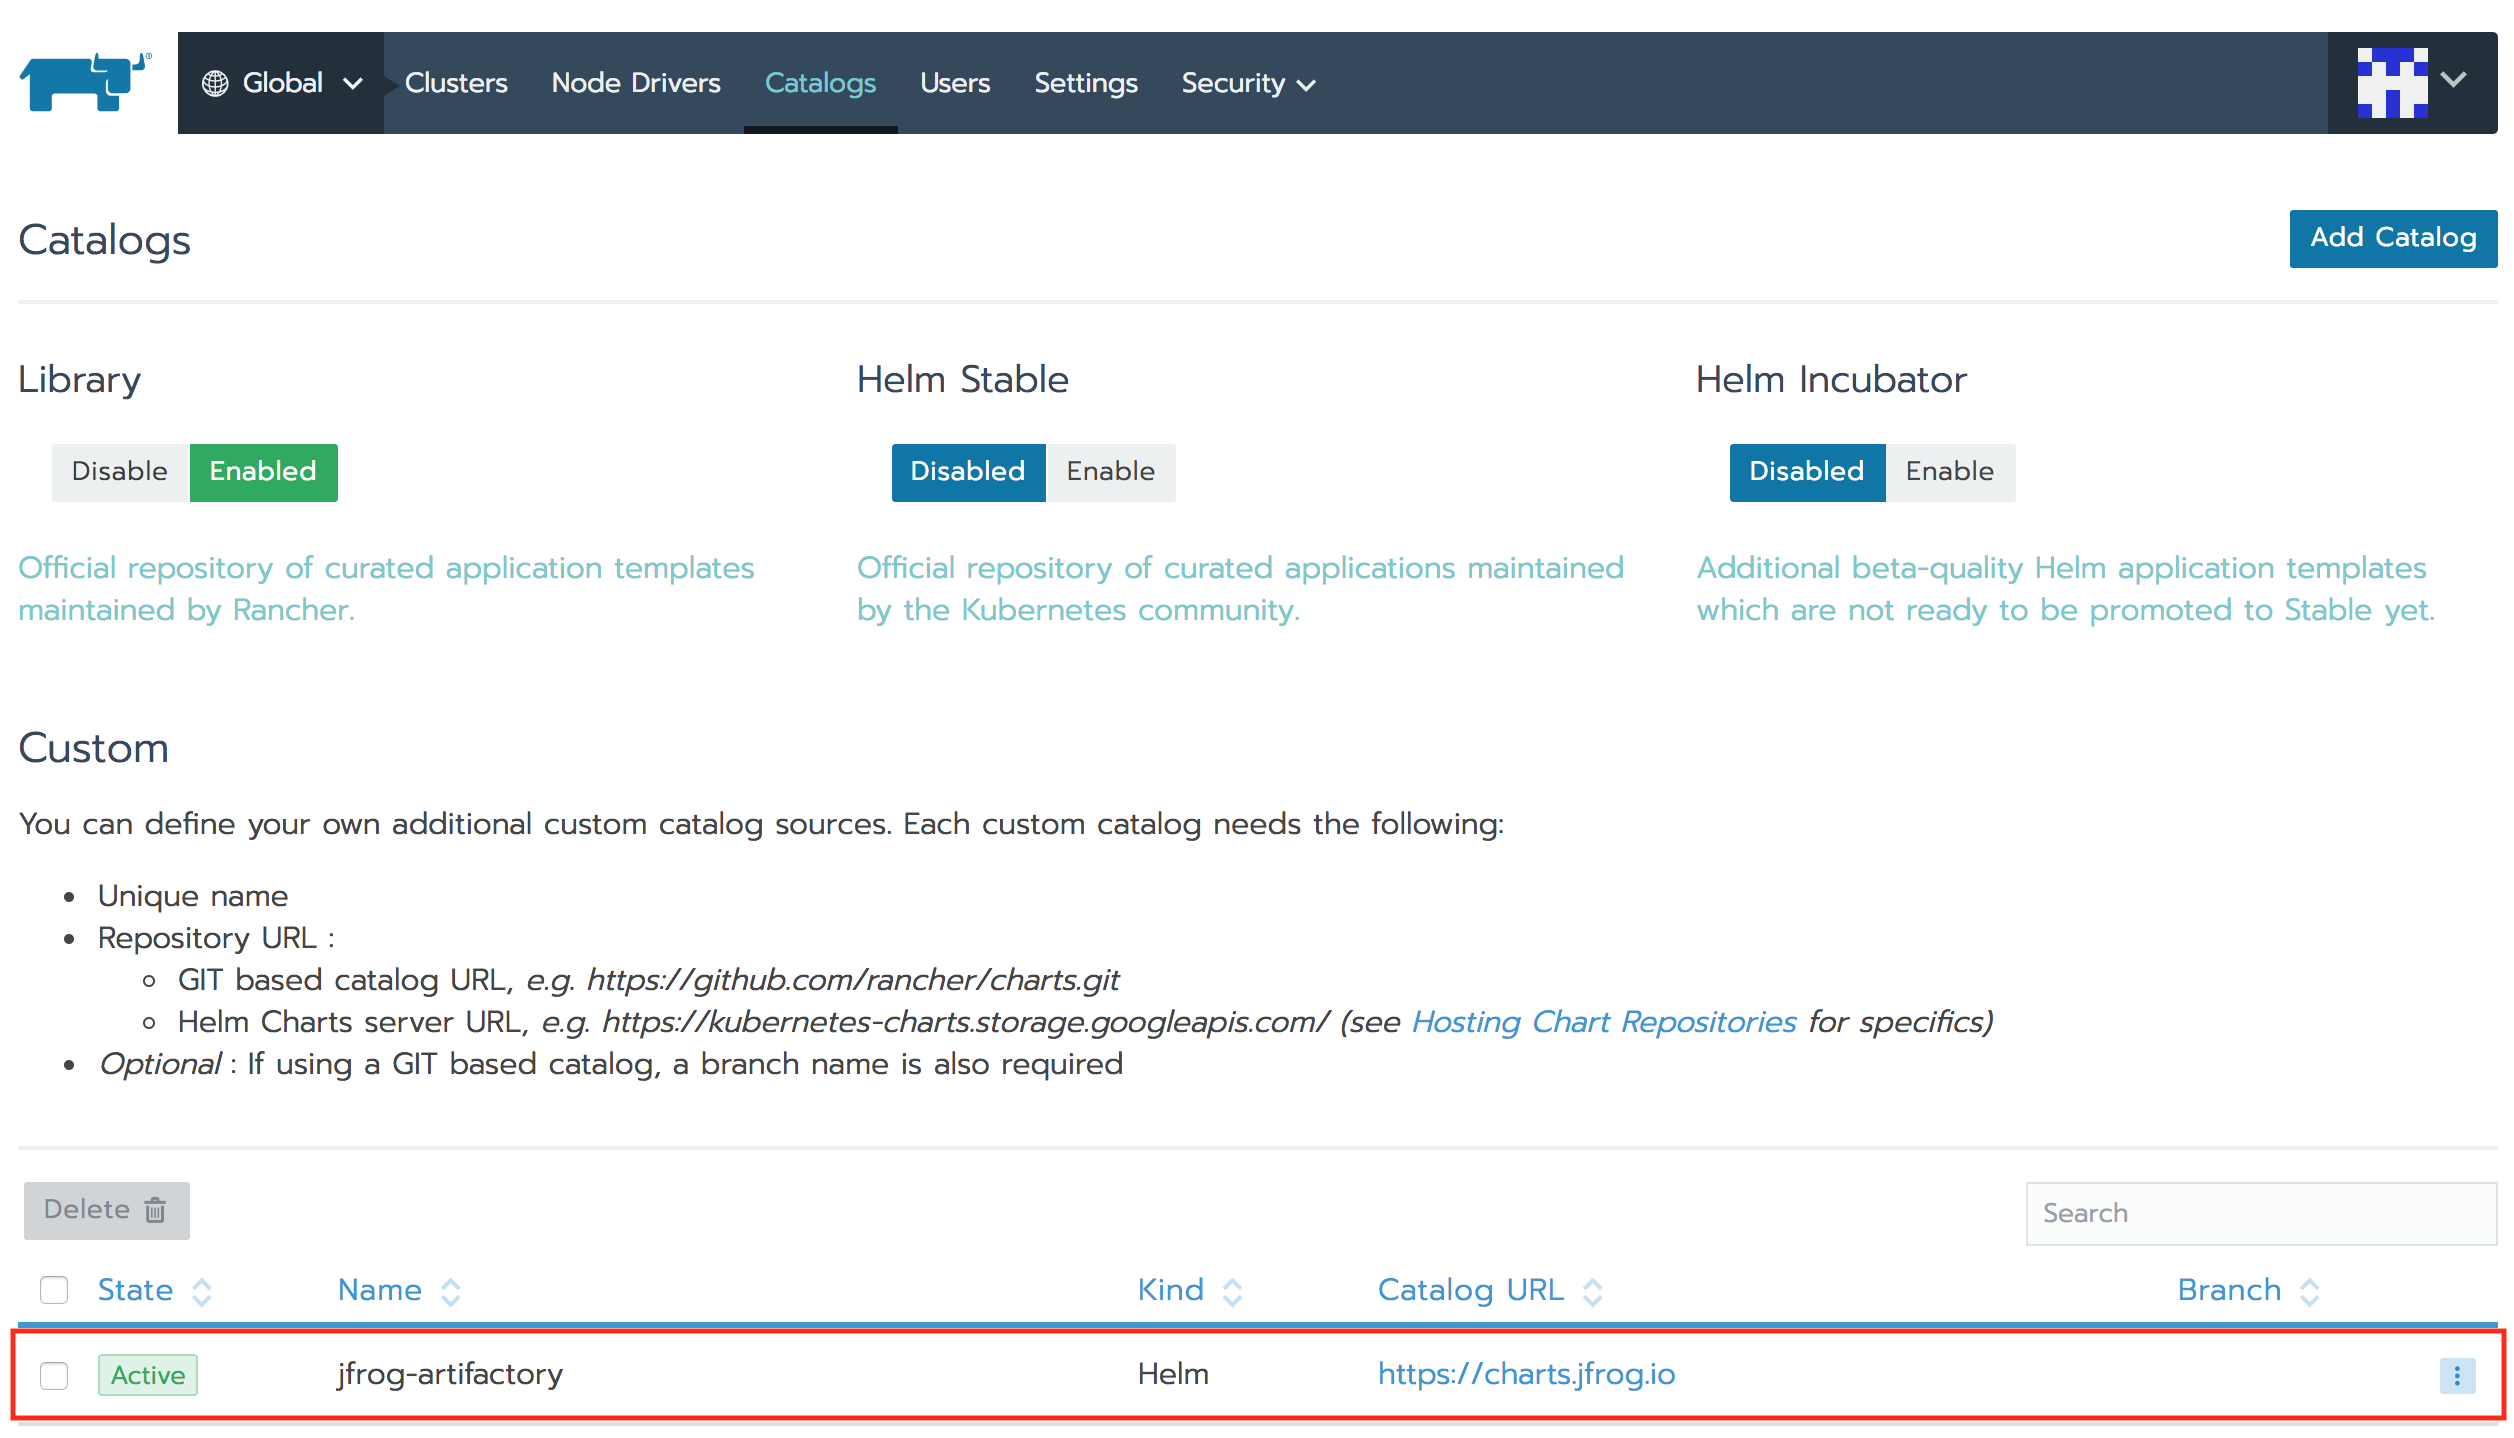 Global Clusters Node Drivers Catalogs Users Settings Security
Catalogs
Add Catalog
Library
Helm Stable
Helm Incubator
Disable Enabled
Disabled Enable
Disabled Enable
Official repository of curated application templates
maintained by Rancher.
Official repository of curated applications maintained
by the Kubernetes community.
Additional beta-quality Helm application templates
which are not ready to be promoted to Stable yet.
Custom
You can define your own additional custom catalog sources. Each custom catalog needs the following:
• Unique name
• Repository URL :
◦ GIT based catalog URL, e.g. https://github.com/rancher/charts.git
◦ Helm Charts server URL, e.g. https://kubernetes-charts.storage.googleapis.com/ (see Hosting Chart Repositories for specifics)
• Optional : If using a GIT based catalog, a branch name is also required
Delete
Search
State Name Kind Catalog URL Branch
Active jfrog-artifactory Helm https://charts.jfrog.io